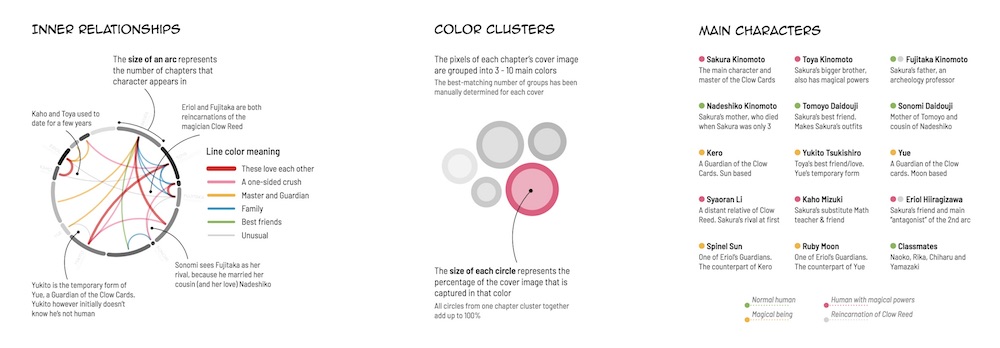 INNER RELATIONSHIPS
The size of an arc represents
the number of chapters that
character appears in
Kaho and Toya used to
date for a few years
Eriol and Fujitaka are both
reincarnations of the
magician Clow Reed
Line color meaning
These love each other
A one-sided crush
Master and Guardian
Family
Best friends
Unusual
Sonomi sees Fujitaka as her
rival, because he married her
cousin (and her love) Nadeshiko
Yukito is the temporary form of
Yue, a Guardian of the Clow Cards.
Yukito however initially doesn't
know he's not human
COLOR CLUSTERS
The pixels of each chapter's cover image
are grouped into 3 - 10 main colors
The best-matching number of groups has been
manually determined for each cover
The size of each circle represents the
percentage of the cover image that is
captured in that color
All circles from one chapter cluster together
add up to 100%
MAIN CHARACTERS
Sakura Kinomoto
The main character and
master of the Clow Cards
Toya Kinomoto
Sakura's bigger brother,
also has magical powers
Fujitaka Kinomoto
Sakura's father, an
archeology professor
Nadeshiko Kinomoto
Sakura's mother, who died
when Sakura was only 3
Tomoyo Daidouji
Sakura's best friend.
Makes Sakura's outfits
Sonomi Daidouji
Mother of Tomoyo and
cousin of Nadeshiko
Kero
A Guardian of the Clow
Cards. Sun based
Yukito Tsukishiro
Toya's best friend/love.
Yue's temporary form
Yue
A Guardian of the Clow
cards. Moon based
Syaoran Li
A distant relative of Clow
Reed. Sakura's rival at first
Kaho Mizuki
Sakura's substitute Math
teacher & friend
Eriol Hiiragizawa
Sakura's friend and main
"antagonist" of the 2nd arc
Spinel Sun
One of Eriol's Guardians.
The counterpart of Kero
Ruby Moon
One of Eriol's Guardians.
The counterpart of Yue
Classmates
Naoko, Rika, Chiharu and
Yamazaki
Normal human
Human with magical powers
Magical being
Reincarnation of Clow Reed